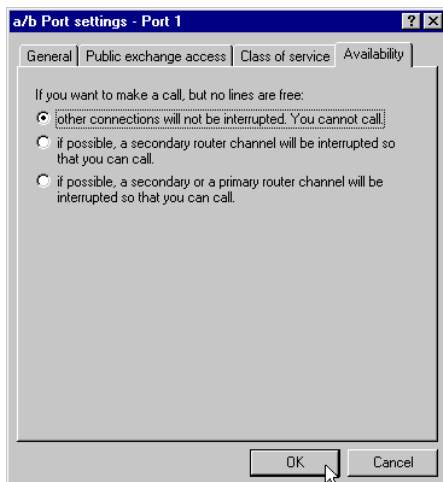 a/b Port settings - Port 1
General Public exchange access Class of service Availability
If you want to make a call, but no lines are free:
other connections will not be interrupted. You cannot call.
if possible, a secondary router channel will be interrupted so
that you can call.
if possible, a secondary or a primary router channel will be
interrupted so that you can call.
OK Cancel